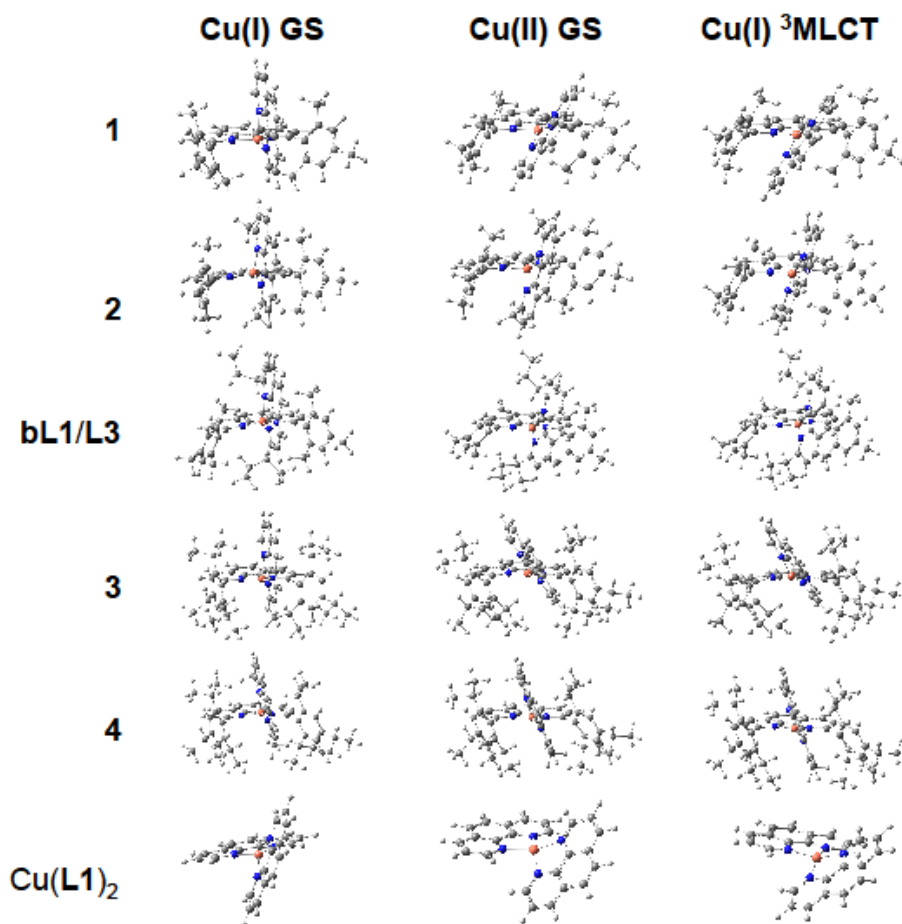 Cu(I) GS Cu(II) GS Cu(I) ³MLCT
1
2
bL1/L3
3
4
Cu(L1)₂